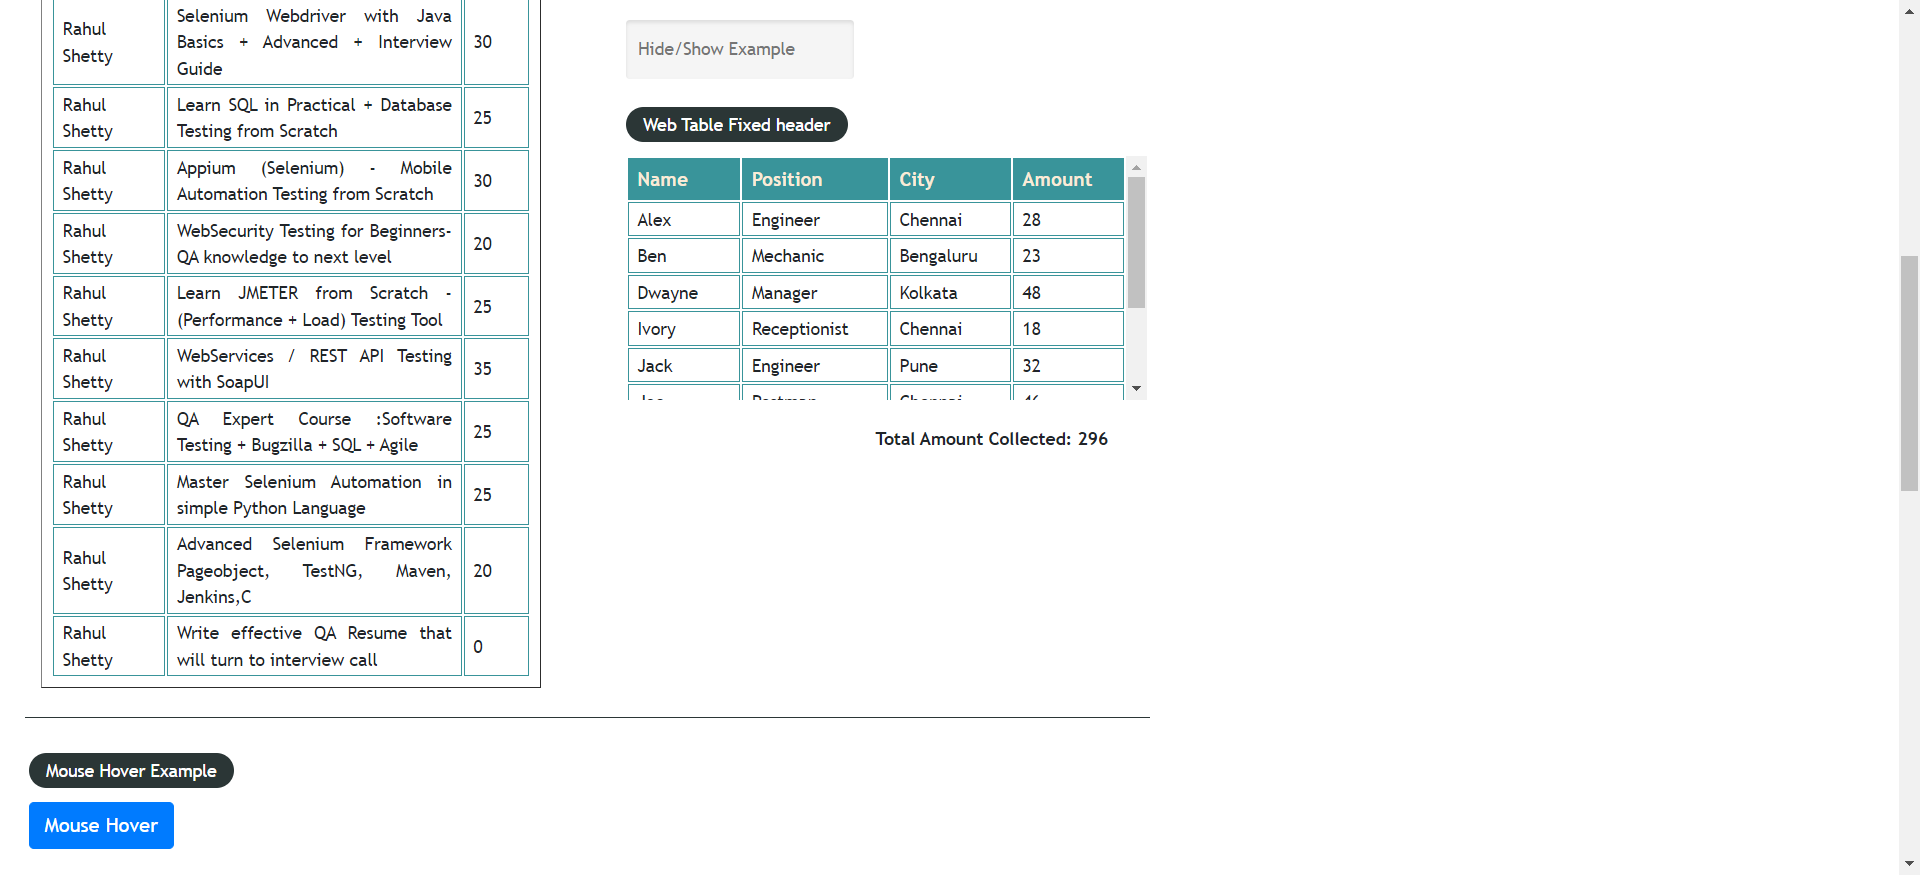 Rahul Shetty
Selenium Webdriver with Java
Basics + Advanced + Interview
Guide
30
Rahul Shetty
Learn SQL in Practical + Database
Testing from Scratch
25
Rahul Shetty
Appium (Selenium) - Mobile
Automation Testing from Scratch
30
Rahul Shetty
WebSecurity Testing for Beginners-
QA knowledge to next level
20
Rahul Shetty
Learn JMETER from Scratch -
(Performance + Load) Testing Tool
25
Rahul Shetty
WebServices / REST API Testing
with SoapUI
35
Rahul Shetty
QA Expert Course :Software
Testing + Bugzilla + SQL + Agile
25
Rahul Shetty
Master Selenium Automation in
simple Python Language
25
Rahul Shetty
Advanced Selenium Framework
Pageobject, TestNG, Maven,
Jenkins,C
20
Rahul Shetty
Write effective QA Resume that
will turn to interview call
0
Hide/Show Example
Web Table Fixed header
Name Position City Amount
Alex Engineer Chennai 28
Ben Mechanic Bengaluru 23
Dwayne Manager Kolkata 48
Ivory Receptionist Chennai 18
Jack Engineer Pune 32
Total Amount Collected: 296
Mouse Hover Example
Mouse Hover